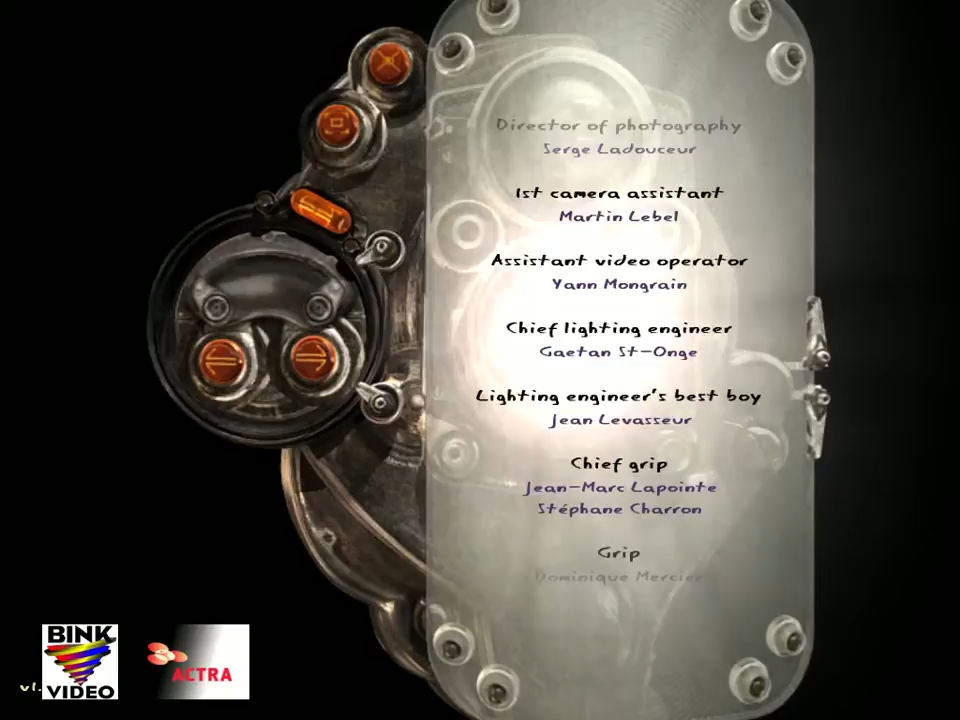 Director of photography
Serge Ladouceur
1st camera assistant
Martin Lebel
Assistant video operator
Yann Mongrain
Chief lighting engineer
Gaetan St-Onge
Lighting engineer's best boy
Jean Levasseur
Chief grip
Jean-Marc Lapointe
Stéphane Charron
Grip
Dominique Mercier
BINK
VIDEO
ACTRA
v1.